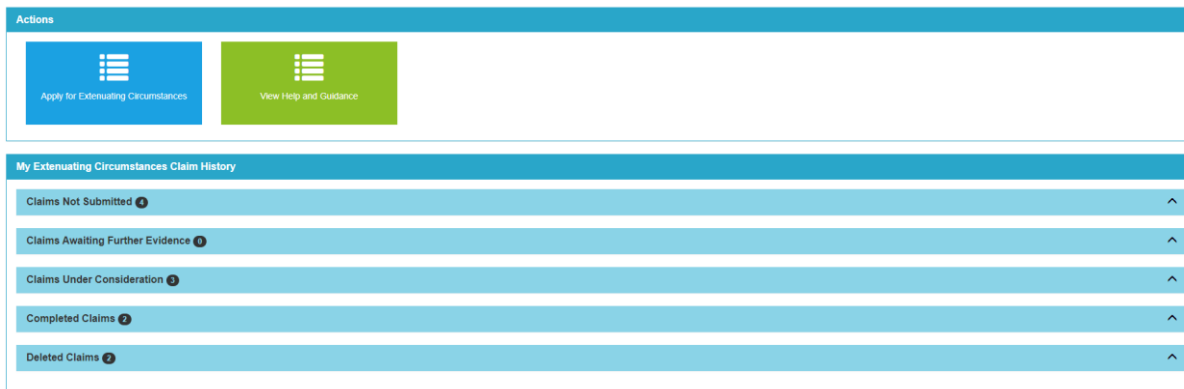 Actions
Apply for Extenuating Circumstances
View Help and Guidance
My Extenuating Circumstances Claim History
Claims Not Submitted 4
Claims Awaiting Further Evidence 0
Claims Under Consideration 3
Completed Claims 2
Deleted Claims 2